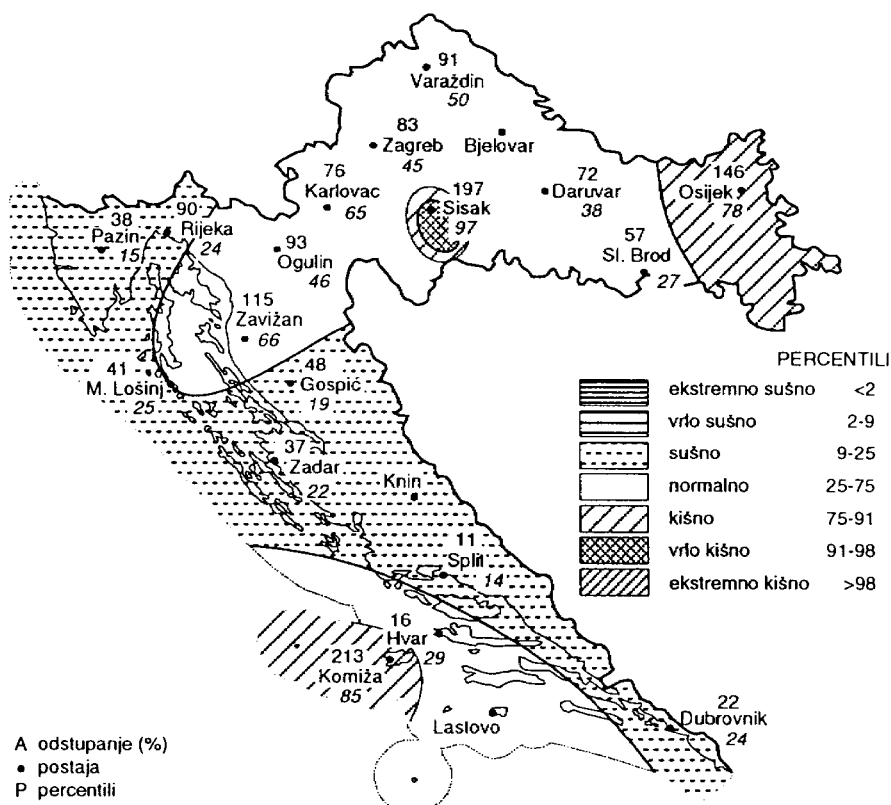 91
Varaždin
50
83
Zagreb
45
Bjelovar
76
Karlovac
65
197
Sisak
97
72
Daruvar
38
146
Osijek
78
57
Sl. Brod
27
38
Pazin
15
90
Rijeka
24
93
Ogulin
46
115
Zavižan
66
41
M. Lošinj
25
48
Gospić
19
37
Zadar
22
Knin
11
Split
14
16
Hvar
29
213
Komiža
85
Lastovo
22
Dubrovnik
24
PERCENTILI
ekstremno sušno <2
vrlo sušno 2-9
sušno 9-25
normalno 25-75
kišno 75-91
vrlo kišno 91-98
ekstremno kišno >98
A odstupanje (%)
• postaja
P percentili